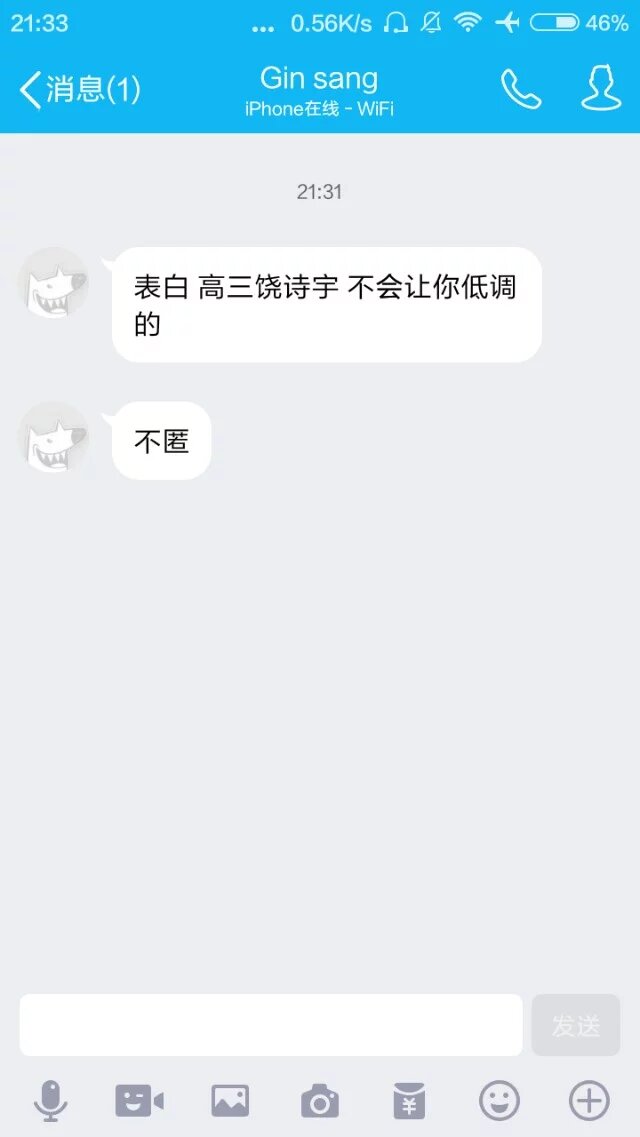 21:33
... 0.56K/s 46%
消息(1)
Gin sang
iPhone在线 - WiFi
21:31
表白 高三饶诗宇 不会让你低调
的
不匿
发送